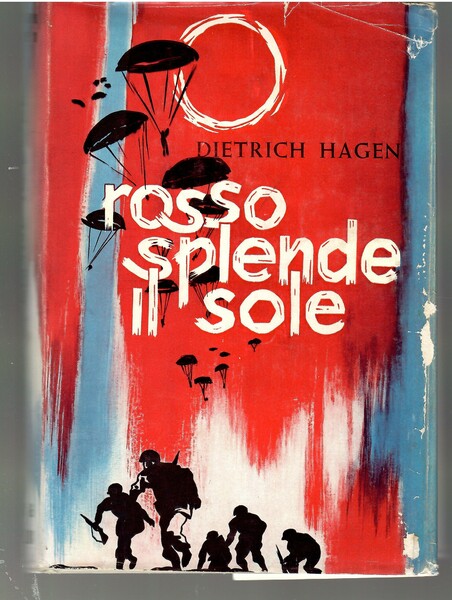 DIETRICH HAGEN
rosso
splende
il sole